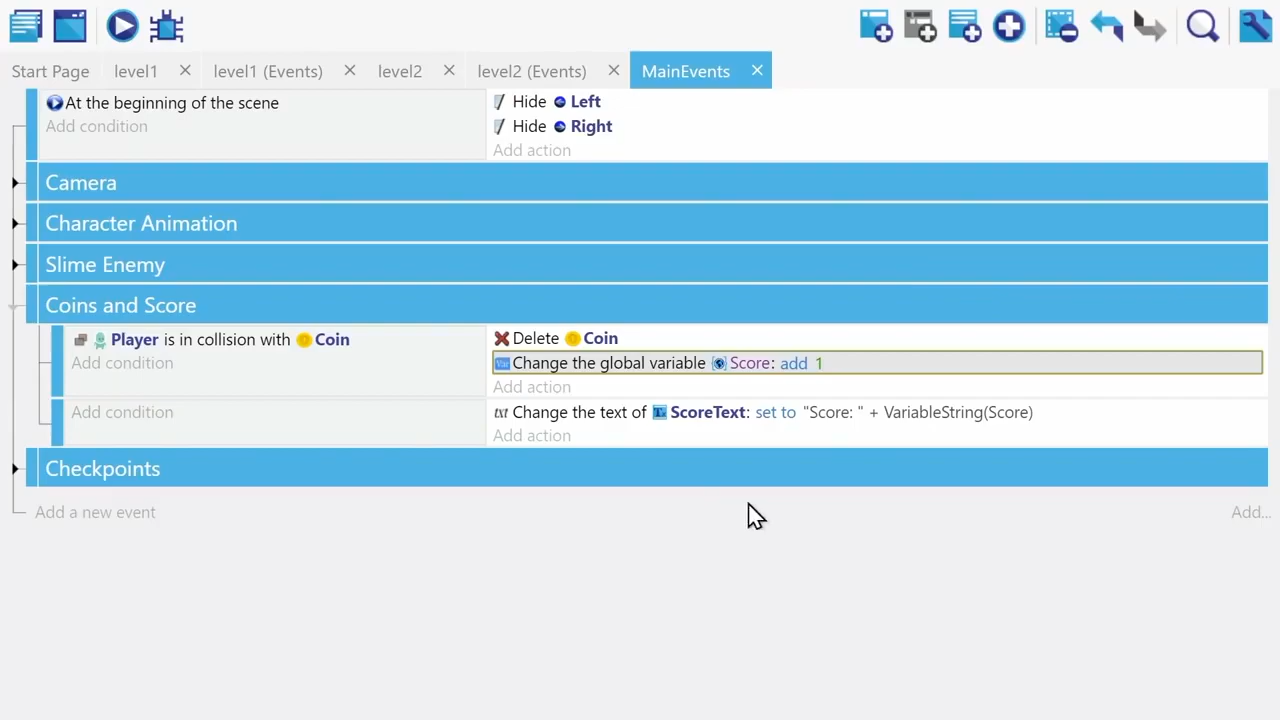 Start Page level1 level1 (Events) level2 level2 (Events) MainEvents
At the beginning of the scene
Add condition
Hide Left
Hide Right
Add action
Camera
Character Animation
Slime Enemy
Coins and Score
Player is in collision with Coin
Add condition
Delete Coin
Change the global variable Score: add 1
Add action
Add condition
Change the text of ScoreText: set to "Score: " + VariableString(Score)
Add action
Checkpoints
Add a new event Add...